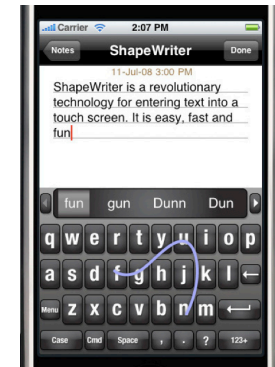 Carrier 2:07 PM
Notes ShapeWriter Done
11-Jul-08 3:00 PM
ShapeWriter is a revolutionary
technology for entering text into a
touch screen. It is easy, fast and
fun
fun gun Dunn Dun
q w e r t y u i o p
a s d f g h j k l
Menu z x c v b n m
Case Cmd Space , . ? 123+